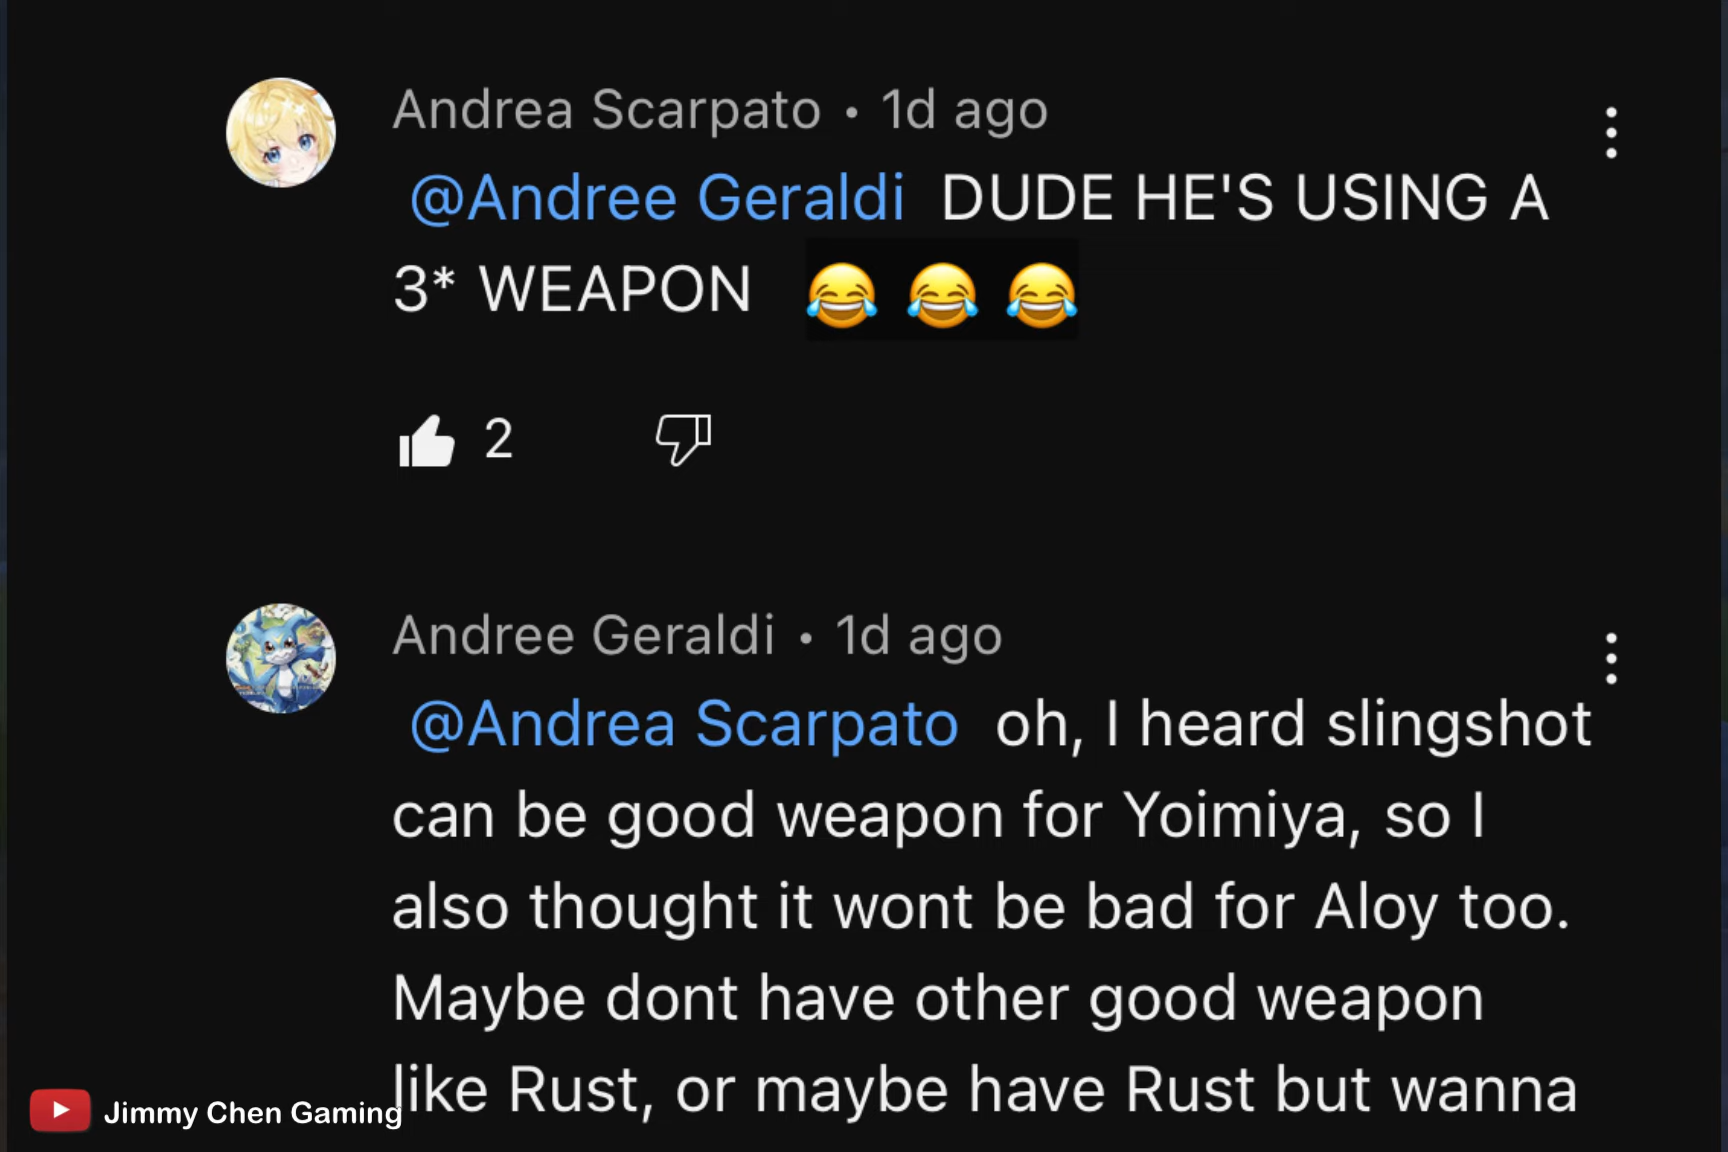 Andrea Scarpato • 1d ago
@Andree Geraldi DUDE HE'S USING A
3* WEAPON 😂 😂 😂
2
Andree Geraldi • 1d ago
@Andrea Scarpato oh, I heard slingshot
can be good weapon for Yoimiya, so I
also thought it wont be bad for Aloy too.
Maybe dont have other good weapon
like Rust, or maybe have Rust but wanna
Jimmy Chen Gaming